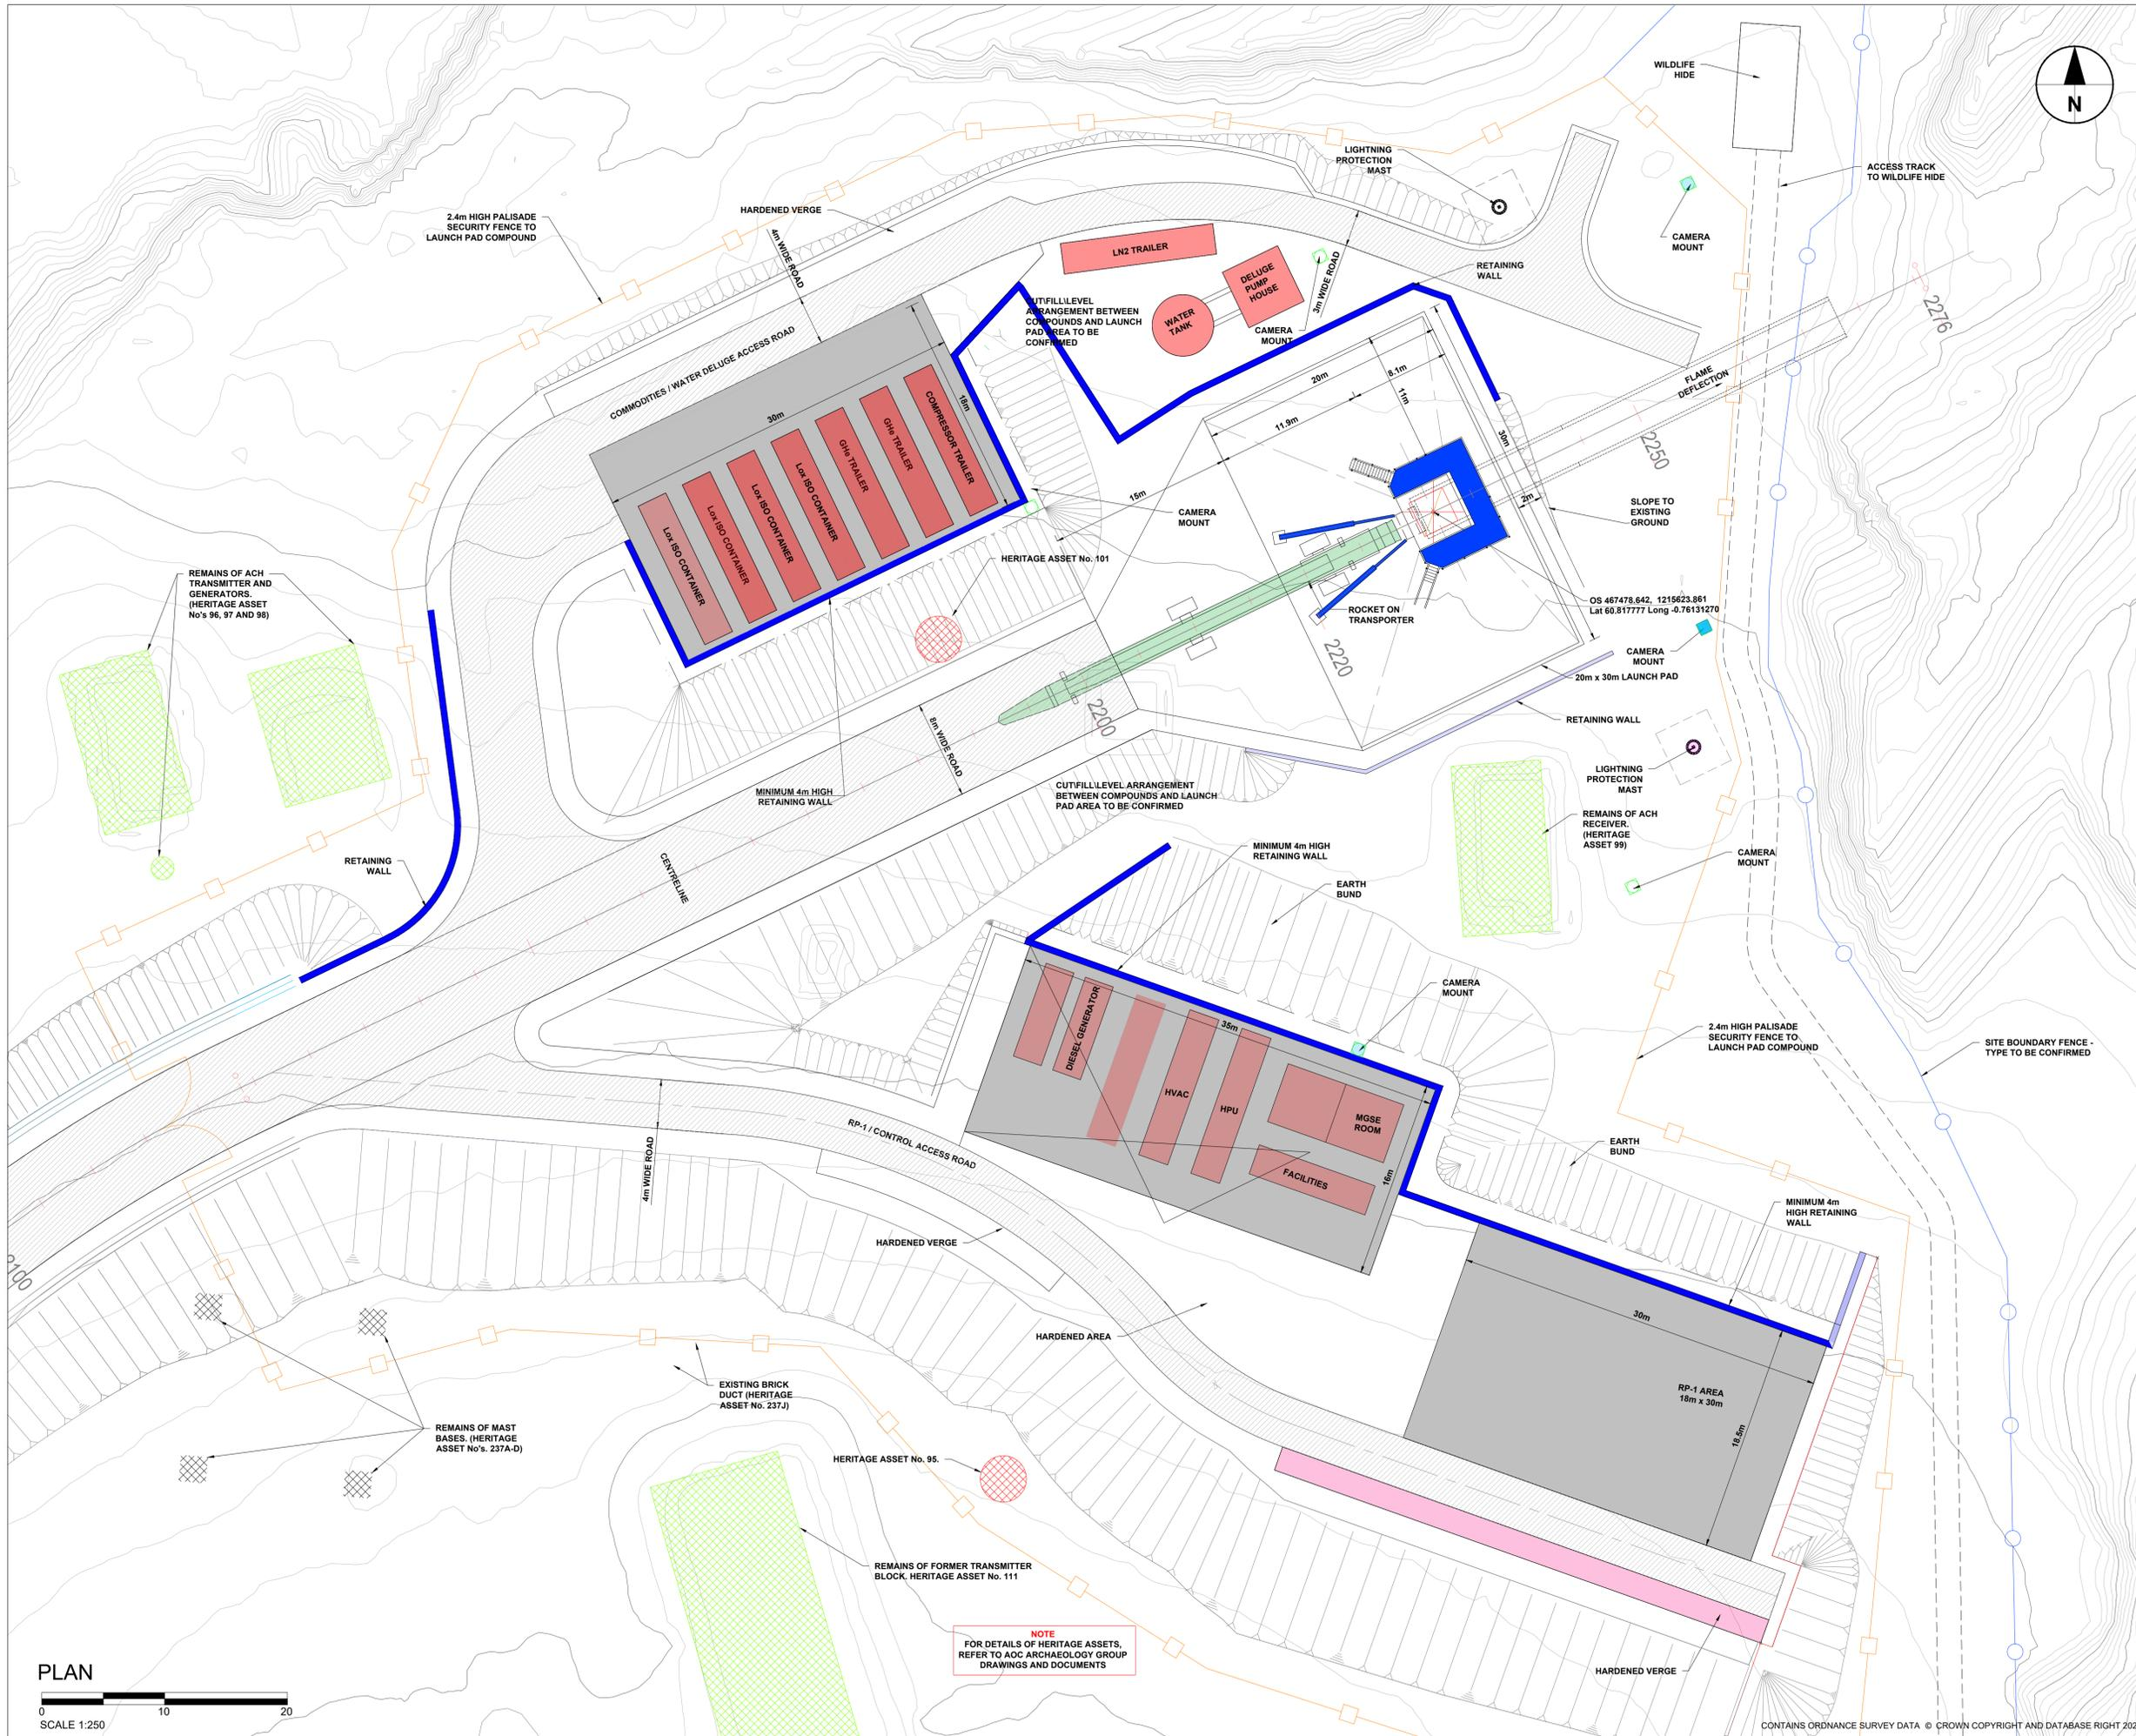 WILDLIFE
HIDE
N
LIGHTNING
PROTECTION
MAST
ACCESS TRACK
TO WILDLIFE HIDE
2.4m HIGH PALISADE
SECURITY FENCE TO
LAUNCH PAD COMPOUND
HARDENED VERGE
4m WIDE ROAD
LN2 TRAILER
CAMERA
MOUNT
DELUGE
PUMP
HOUSE
3m WIDE ROAD
RETAINING
WALL
WATER
TANK
CAMERA
MOUNT
CUT\FILL\LEVEL
ARRANGEMENT BETWEEN
COMPOUNDS AND LAUNCH
PAD AREA TO BE
CONFIRMED
2276
COMMODITIES / WATER DELUGE ACCESS ROAD
20m
8.1m
11m
FLAME
DEFLECTION
30m
18m
11.9m
30m
2250
Lox ISO CONTAINER
Lox ISO CONTAINER
Lox ISO CONTAINER
Lox ISO CONTAINER
GHe TRAILER
GHe TRAILER
COMPRESSOR TRAILER
15m
2m
CAMERA
MOUNT
SLOPE TO
EXISTING
GROUND
HERITAGE ASSET No. 101
REMAINS OF ACH
TRANSMITTER AND
GENERATORS.
(HERITAGE ASSET
No's 96, 97 AND 98)
OS 467478.642, 1215623.861
Lat 60.817777 Long -0.76131270
ROCKET ON
TRANSPORTER
2220
CAMERA
MOUNT
20m x 30m LAUNCH PAD
2200
RETAINING WALL
8m WIDE ROAD
LIGHTNING
PROTECTION
MAST
MINIMUM 4m HIGH
RETAINING WALL
CUT\FILL\LEVEL ARRANGEMENT
BETWEEN COMPOUNDS AND LAUNCH
PAD AREA TO BE CONFIRMED
REMAINS OF ACH
RECEIVER.
(HERITAGE
ASSET 99)
RETAINING
WALL
CENTRELINE
MINIMUM 4m HIGH
RETAINING WALL
CAMERA
MOUNT
EARTH
BUND
CAMERA
MOUNT
DIESEL GENERATOR
35m
2.4m HIGH PALISADE
SECURITY FENCE TO
LAUNCH PAD COMPOUND
SITE BOUNDARY FENCE -
TYPE TO BE CONFIRMED
HVAC
HPU
MGSE
ROOM
FACILITIES
16m
RP-1 / CONTROL ACCESS ROAD
4m WIDE ROAD
EARTH
BUND
MINIMUM 4m
HIGH RETAINING
WALL
HARDENED VERGE
2100
30m
HARDENED AREA
EXISTING BRICK
DUCT (HERITAGE
ASSET No. 237J)
RP-1 AREA
18m x 30m
18.5m
REMAINS OF MAST
BASES. (HERITAGE
ASSET No's. 237A-D)
HERITAGE ASSET No. 95.
REMAINS OF FORMER TRANSMITTER
BLOCK. HERITAGE ASSET No. 111
NOTE
FOR DETAILS OF HERITAGE ASSETS,
REFER TO AOC ARCHAEOLOGY GROUP
DRAWINGS AND DOCUMENTS
HARDENED VERGE
PLAN
0 10 20
SCALE 1:250
CONTAINS ORDNANCE SURVEY DATA © CROWN COPYRIGHT AND DATABASE RIGHT